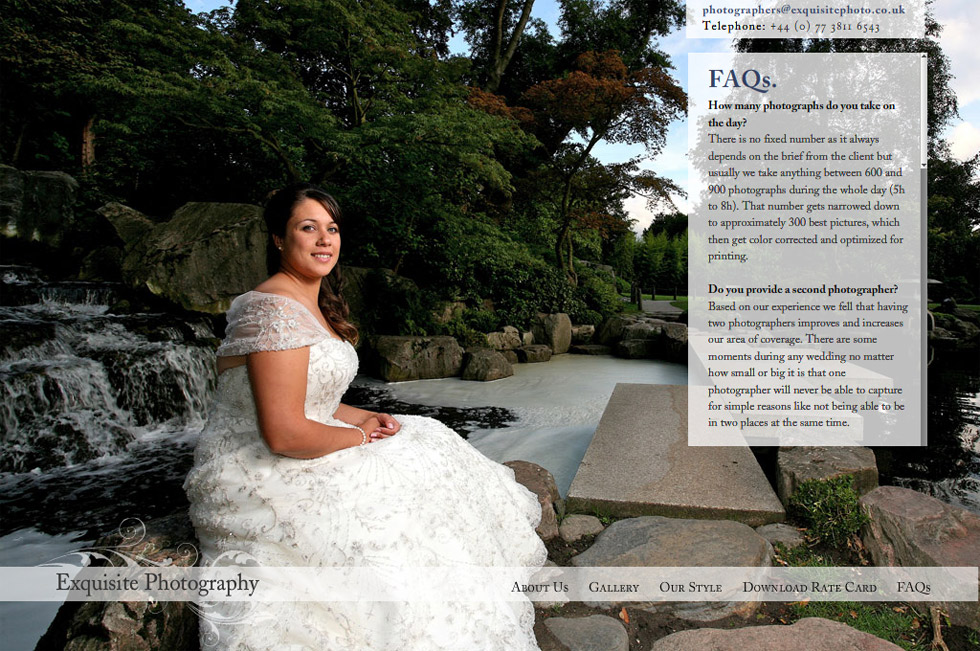 photographers@exquisitephoto.co.uk
Telephone: +44 (0) 77 3811 6543
FAQs.
How many photographs do you take on
the day?
There is no fixed number as it always
depends on the brief from the client but
usually we take anything between 600 and
900 photographs during the whole day (5h
to 8h). That number gets narrowed down
to approximately 300 best pictures, which
then get color corrected and optimized for
printing.
Do you provide a second photographer?
Based on our experience we fell that having
two photographers improves and increases
our area of coverage. There are some
moments during any wedding no matter
how small or big it is that one
photographer will never be able to capture
for simple reasons like not being able to be
in two places at the same time.
Exquisite Photography
About Us Gallery Our Style Download Rate Card FAQs